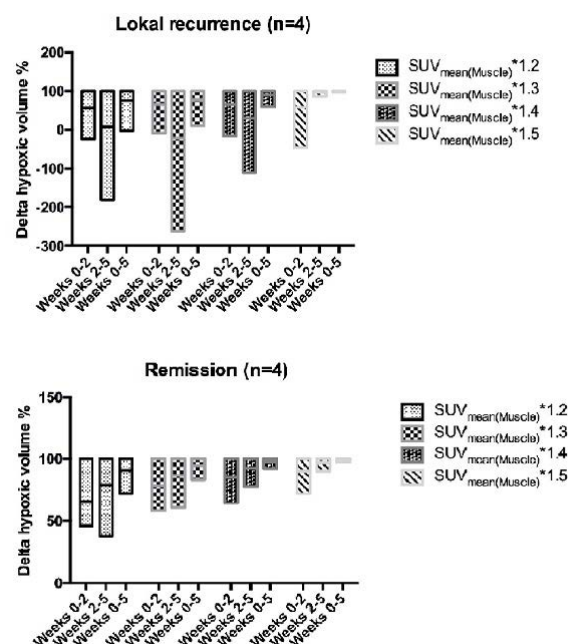 Lokal recurrence (n=4)
Delta hypoxic volume %
200
100
0
-100
-200
-300
Weeks 0-2
Weeks 2-5
Weeks 0-5
Weeks 0-2
Weeks 2-5
Weeks 0-5
Weeks 0-2
Weeks 2-5
Weeks 0-5
Weeks 0-2
Weeks 2-5
Weeks 0-5
SUVmean(Muscle)*1.2
SUVmean(Muscle)*1.3
SUVmean(Muscle)*1.4
SUVmean(Muscle)*1.5
Remission (n=4)
Delta hypoxic volume %
150
100
50
0
Weeks 0-2
Weeks 2-5
Weeks 0-5
Weeks 0-2
Weeks 2-5
Weeks 0-5
Weeks 0-2
Weeks 2-5
Weeks 0-5
Weeks 0-2
Weeks 2-5
Weeks 0-5
SUVmean(Muscle)*1.2
SUVmean(Muscle)*1.3
SUVmean(Muscle)*1.4
SUVmean(Muscle)*1.5